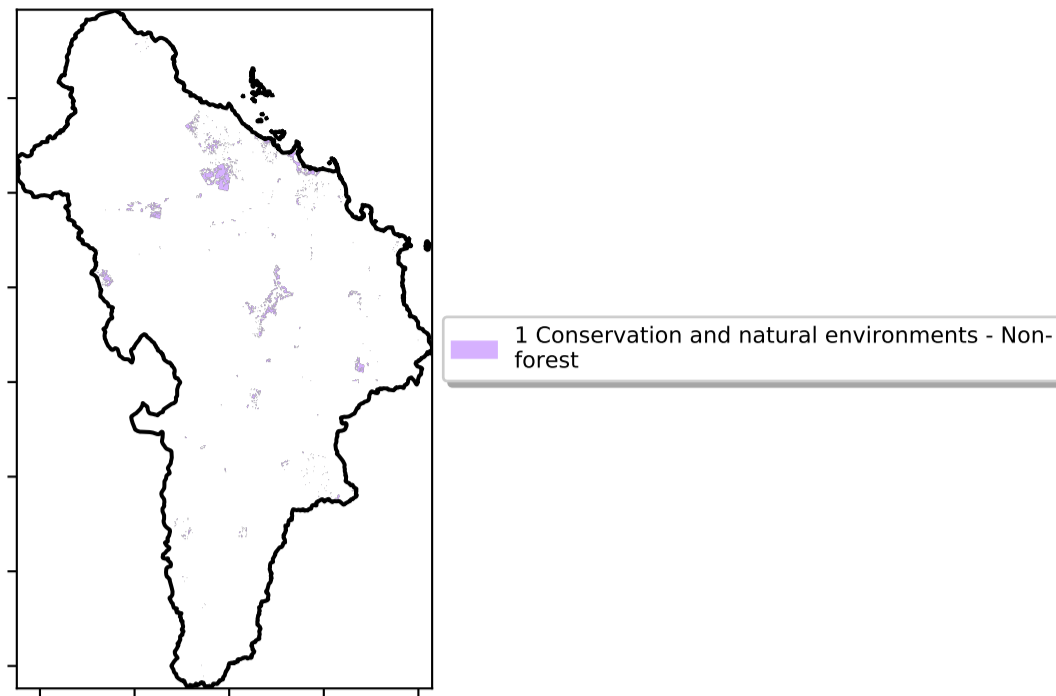 1 Conservation and natural environments - Non-
forest